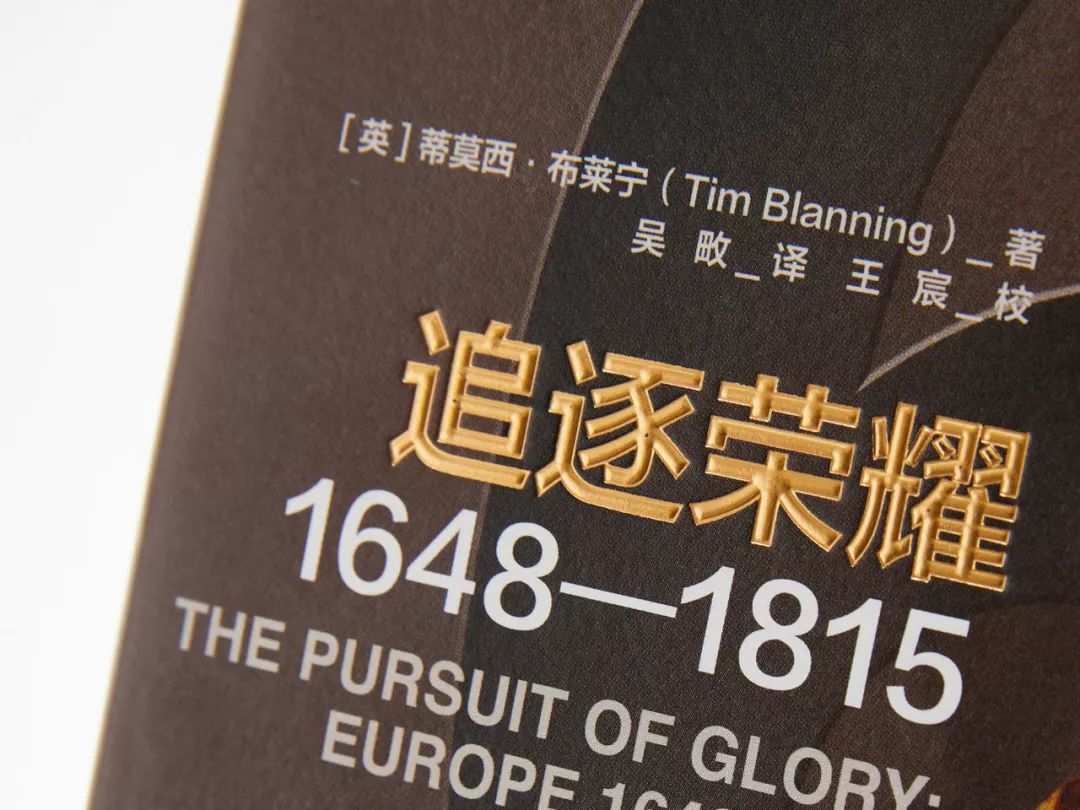 [英]蒂莫西·布莱宁(Tim Blanning)_著
吴畋_译 王宸_校
追逐荣耀
1648—1815
THE PURSUIT OF GLORY:
EUROPE